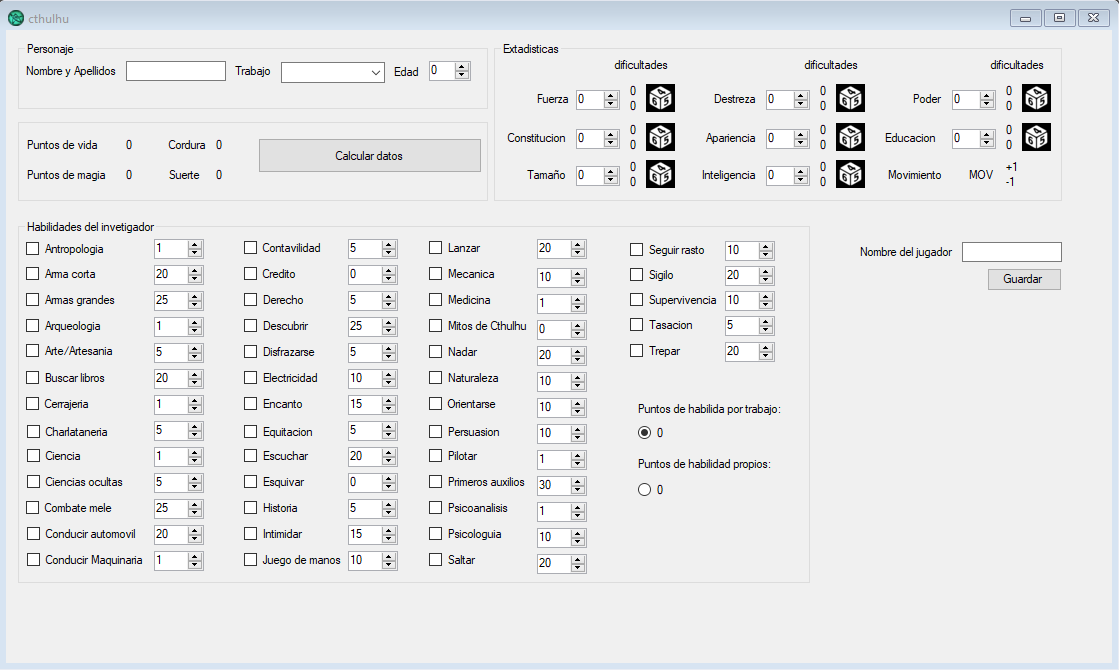 cthulhu
Personaje
Nombre y Apellidos Trabajo Edad 0
Puntos de vida 0 Cordura 0
Puntos de magia 0 Suerte 0
Calcular datos
Extadisticas
dificultades dificultades dificultades
Fuerza 0 0 0 Destreza 0 0 0 Poder 0 0 0
Constitucion 0 0 0 Apariencia 0 0 0 Educacion 0 0 0
Tamaño 0 0 0 Inteligencia 0 0 0 Movimiento MOV +1 -1
Habilidades del invetigador
Antropologia 1
Arma corta 20
Armas grandes 25
Arqueologia 1
Arte/Artesania 5
Buscar libros 20
Cerrajeria 1
Charlataneria 5
Ciencia 1
Ciencias ocultas 5
Combate mele 25
Conducir automovil 20
Conducir Maquinaria 1
Contavilidad 5
Credito 0
Derecho 5
Descubrir 25
Disfrazarse 5
Electricidad 10
Encanto 15
Equitacion 5
Escuchar 20
Esquivar 0
Historia 5
Intimidar 15
Juego de manos 10
Lanzar 20
Mecanica 10
Medicina 1
Mitos de Cthulhu 0
Nadar 20
Naturaleza 10
Orientarse 10
Persuasion 10
Pilotar 1
Primeros auxilios 30
Psicoanalisis 1
Psicologuia 10
Saltar 20
Seguir rasto 10
Sigilo 20
Supervivencia 10
Tasacion 5
Trepar 20
Puntos de habilida por trabajo:
0
Puntos de habilidad propios:
0
Nombre del jugador
Guardar